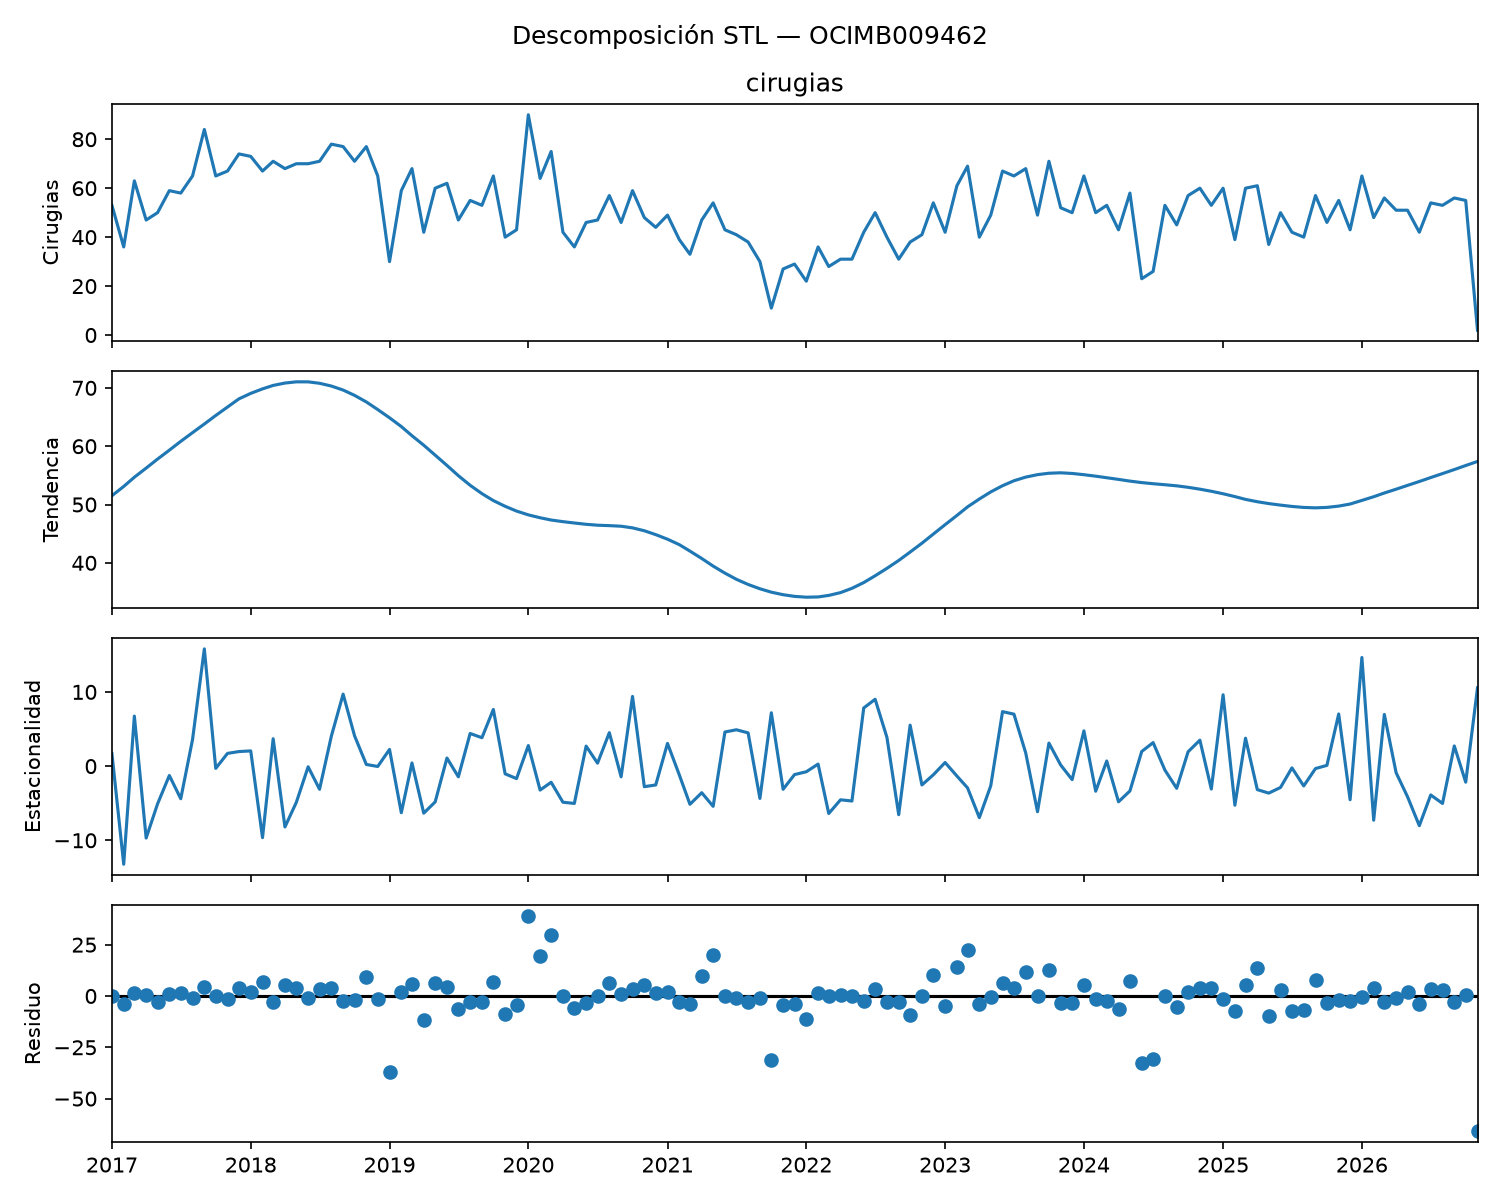 Descomposición STL — OCIMB009462
cirugias
80
60
40
20
0
Cirugias
70
60
50
40
Tendencia
10
0
−10
Estacionalidad
25
0
−25
−50
Residuo
2017 2018 2019 2020 2021 2022 2023 2024 2025 2026